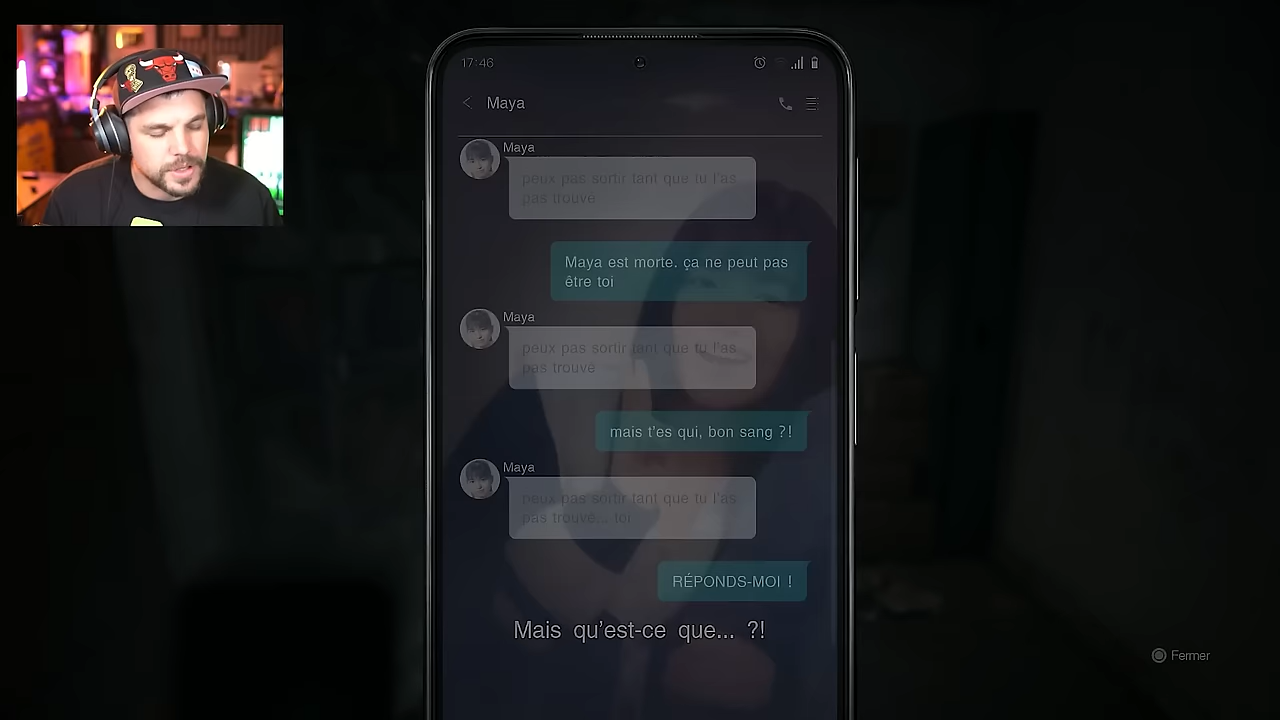 17:46
Maya
Maya
peux pas sortir tant que tu l'as
pas trouvé
Maya est morte. ça ne peut pas
être toi
Maya
peux pas sortir tant que tu l'as
pas trouvé
mais t'es qui, bon sang ?!
Maya
peux pas sortir tant que tu l'as
pas trouvé... toi
RÉPONDS-MOI !
Mais qu'est-ce que... ?!
Fermer